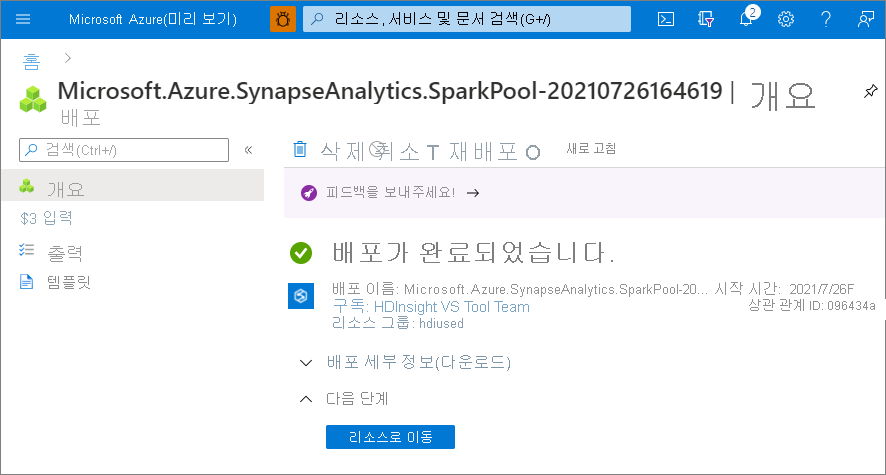 Microsoft Azure(미리 보기)
리소스 ,서비스 및 문서 검색(G+/)
2
홈 >
Microsoft.Azure.SynapseAnalytics.SparkPool-20210726164619 | 개요
배포
검색(Ctrl+/) «
삭제 취소 T 재배포 O 새로 고침
개요
피드백을 보내주세요! →
$3 입력
출력
배포가 완료되었습니다.
템플릿
배포 이름: Microsoft.Azure.SynapseAnalytics.SparkPool-20... 시작 시간: 2021/7/26F
구독: HDInsight VS Tool Team 상관 관계 ID: 096434a
리소스 그룹: hdiused
배포 세부 정보(다운로드)
다음 단계
리소스로 이동